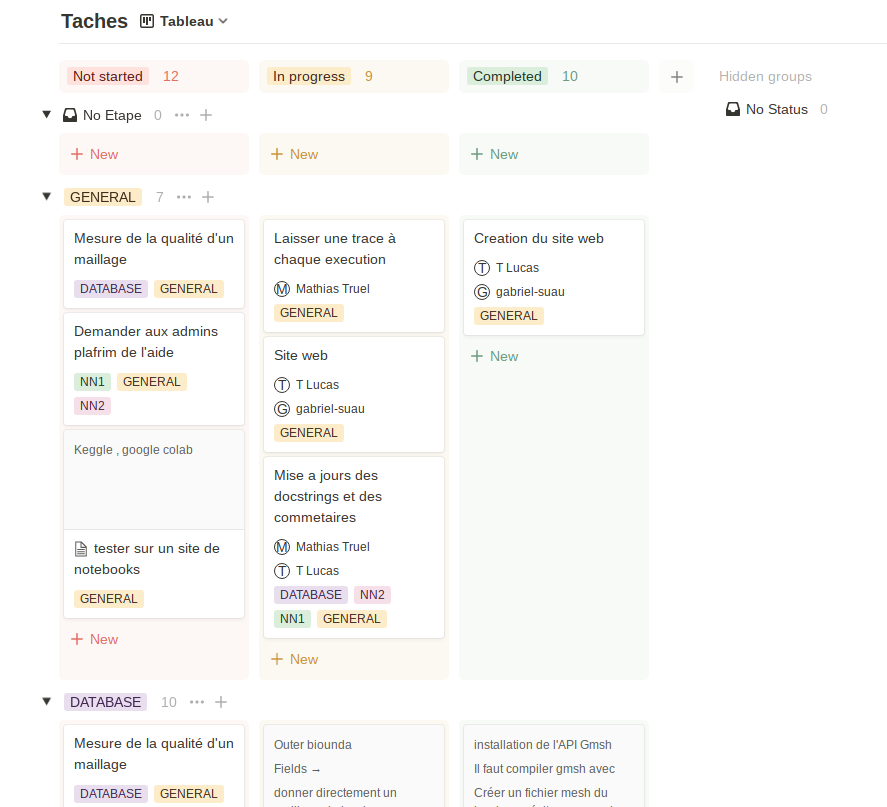 Taches Tableau
Not started 12 In progress 9 Completed 10 Hidden groups
No Status 0
No Etape 0
New New New
GENERAL 7
Mesure de la qualité d'un
maillage
DATABASE GENERAL
Demander aux admins
plafrim de l'aide
NN1 GENERAL
NN2
Keggle , google colab
tester sur un site de
notebooks
GENERAL
New
Laisser une trace à
chaque execution
M Mathias Truel
GENERAL
Site web
T T Lucas
G gabriel-suau
GENERAL
Mise a jours des
docstrings et des
commetaires
M Mathias Truel
T T Lucas
DATABASE NN2
NN1 GENERAL
New
Creation du site web
T T Lucas
G gabriel-suau
GENERAL
New
DATABASE 10
Mesure de la qualité d'un
maillage
DATABASE GENERAL
Outer biounda
Fields →
donner directement un
installation de l'API Gmsh
Il faut compiler gmsh avec
Créer un fichier mesh du